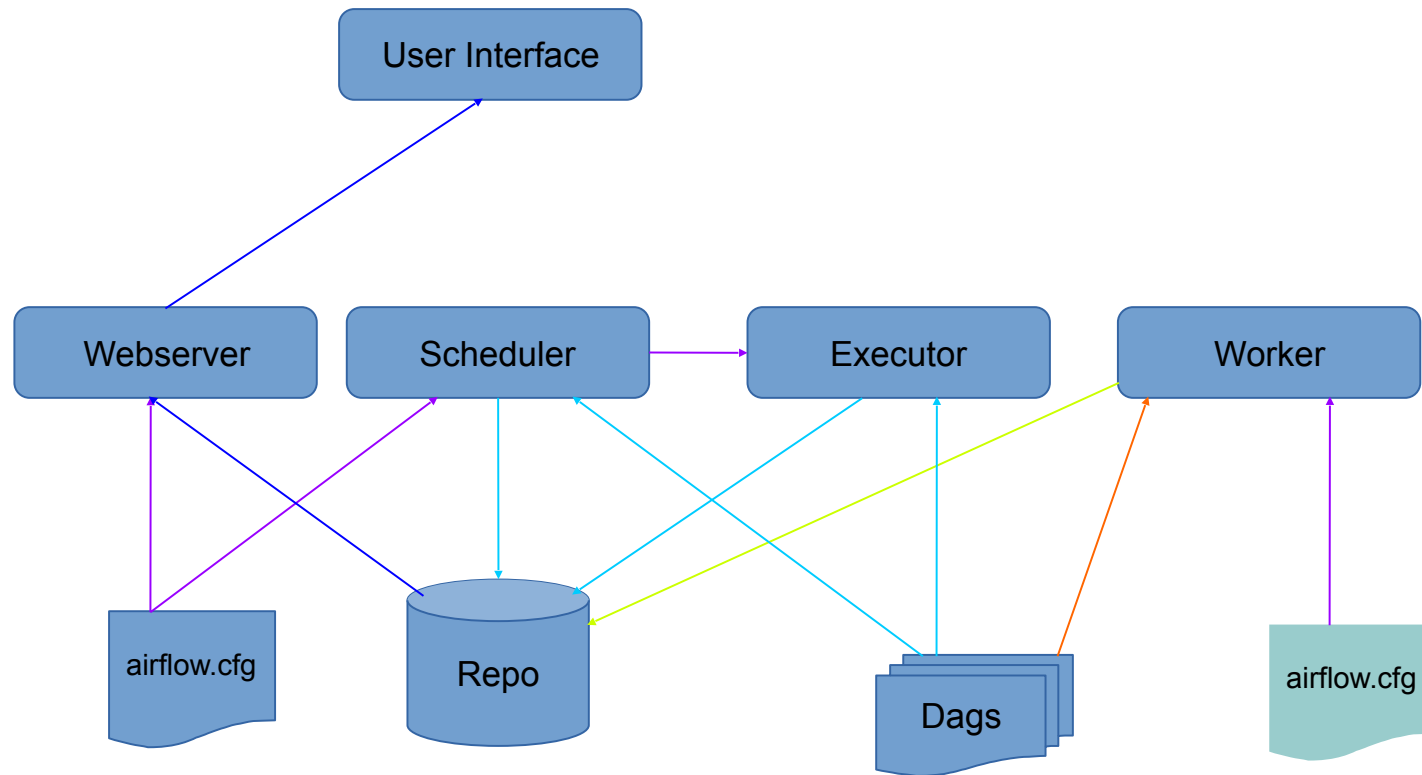 User Interface
Webserver
Scheduler
Executor
Worker
airflow.cfg
Repo
Dags
airflow.cfg